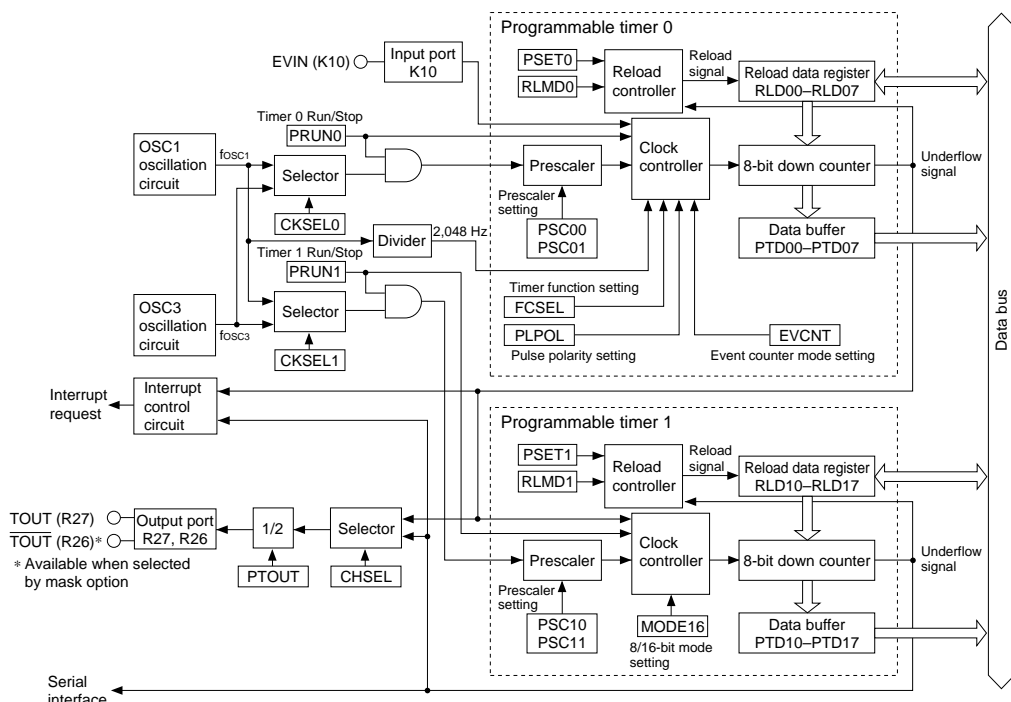 Programmable timer 0
EVIN (K10)
Input port
K10
PSET0
RLMD0
Reload
controller
Reload
signal
Reload data register
RLD00–RLD07
Timer 0 Run/Stop
PRUN0
OSC1
oscillation
circuit
fOSC1
Selector
CKSEL0
Prescaler
Prescaler
setting
PSC00
PSC01
Clock
controller
8-bit down counter
Underflow
signal
Data buffer
PTD00–PTD07
Divider
2,048 Hz
Timer 1 Run/Stop
PRUN1
OSC3
oscillation
circuit
fOSC3
Selector
CKSEL1
Timer function setting
FCSEL
PLPOL
Pulse polarity setting
EVCNT
Event counter mode setting
Data bus
Interrupt
request
Interrupt
control
circuit
Programmable timer 1
PSET1
RLMD1
Reload
controller
Reload
signal
Reload data register
RLD10–RLD17
TOUT (R27)
TOUT (R26)*
Output port
R27, R26
1/2
PTOUT
Selector
CHSEL
* Available when selected
by mask option
Prescaler
Prescaler
setting
PSC10
PSC11
Clock
controller
MODE16
8/16-bit mode
setting
8-bit down counter
Underflow
signal
Data buffer
PTD10–PTD17
Serial
interface